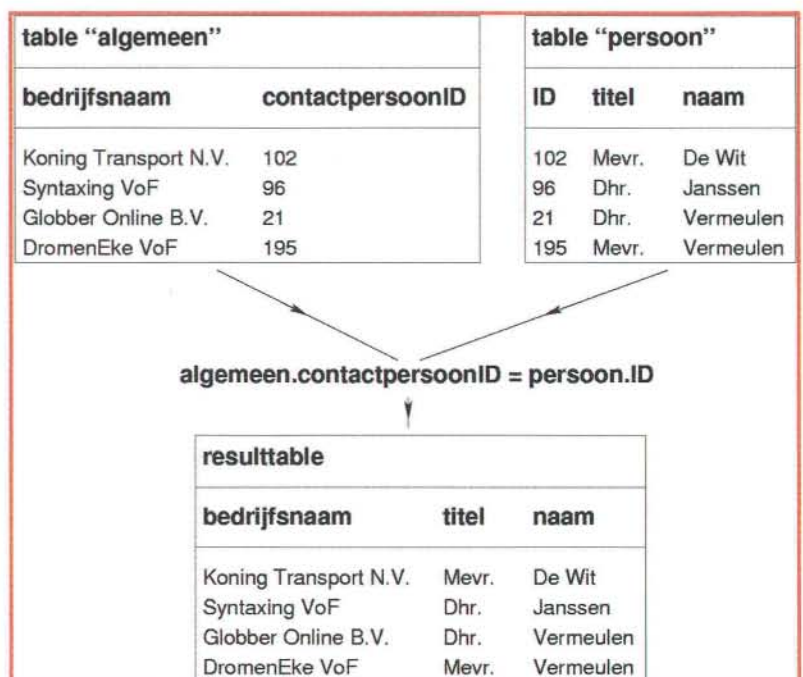 table “algemeen”
bedrijfsnaam contactpersoonID
Koning Transport N.V. 102
Syntaxing VoF 96
Globber Online B.V. 21
DromenEke VoF 195
table “persoon”
ID titel naam
102 Mevr. De Wit
96 Dhr. Janssen
21 Dhr. Vermeulen
195 Mevr. Vermeulen
algemeen.contactpersoonID = persoon.ID
resulttable
bedrijfsnaam titel naam
Koning Transport N.V. Mevr. De Wit
Syntaxing VoF Dhr. Janssen
Globber Online B.V. Dhr. Vermeulen
DromenEke VoF Mevr. Vermeulen